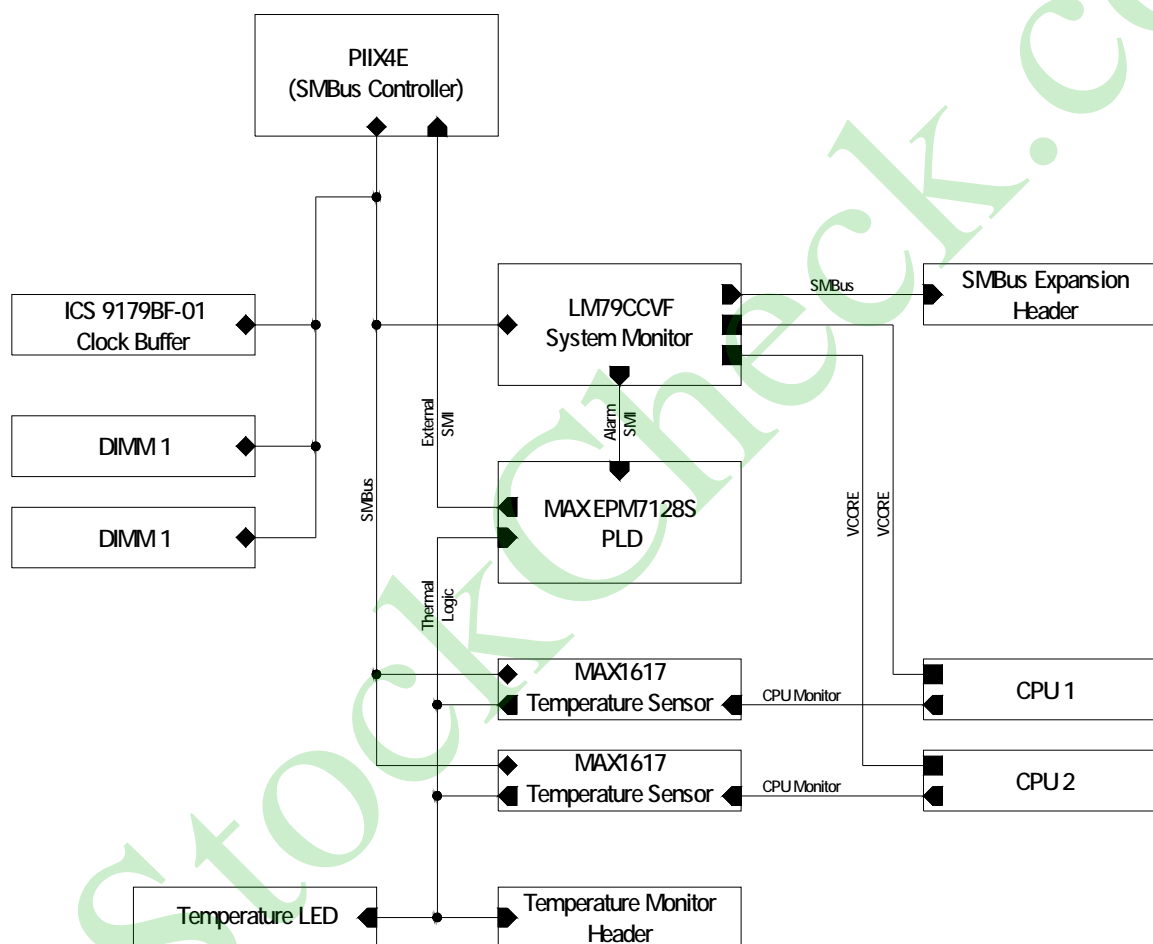 PIIX4E
(SMBus Controller)
ICS 9179BF-01
Clock Buffer
LM79CCVF
System Monitor
SMBus
SMBus Expansion
Header
DIMM 1
DIMM 1
External
SMI
Alarm
SMI
SMBus
MAX EPM7128S
PLD
VCORE
VCORE
Thermal
Logic
MAX1617
Temperature Sensor
CPU Monitor
CPU 1
MAX1617
Temperature Sensor
CPU Monitor
CPU 2
Temperature LED
Temperature Monitor
Header
StockCheck.c